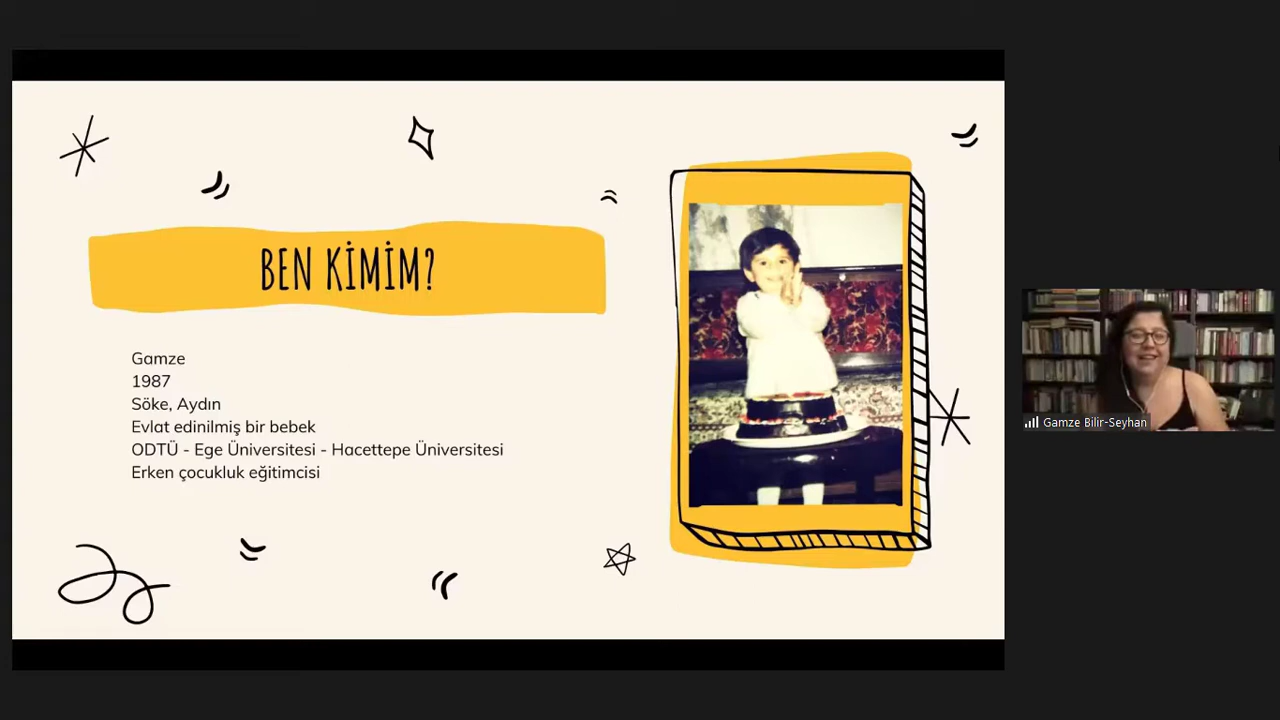 BEN KİMİM?
Gamze
1987
Söke, Aydın
Evlat edinilmiş bir bebek
ODTÜ - Ege Üniversitesi - Hacettepe Üniversitesi
Erken çocukluk eğitimcisi
Gamze Bilir-Seyhan